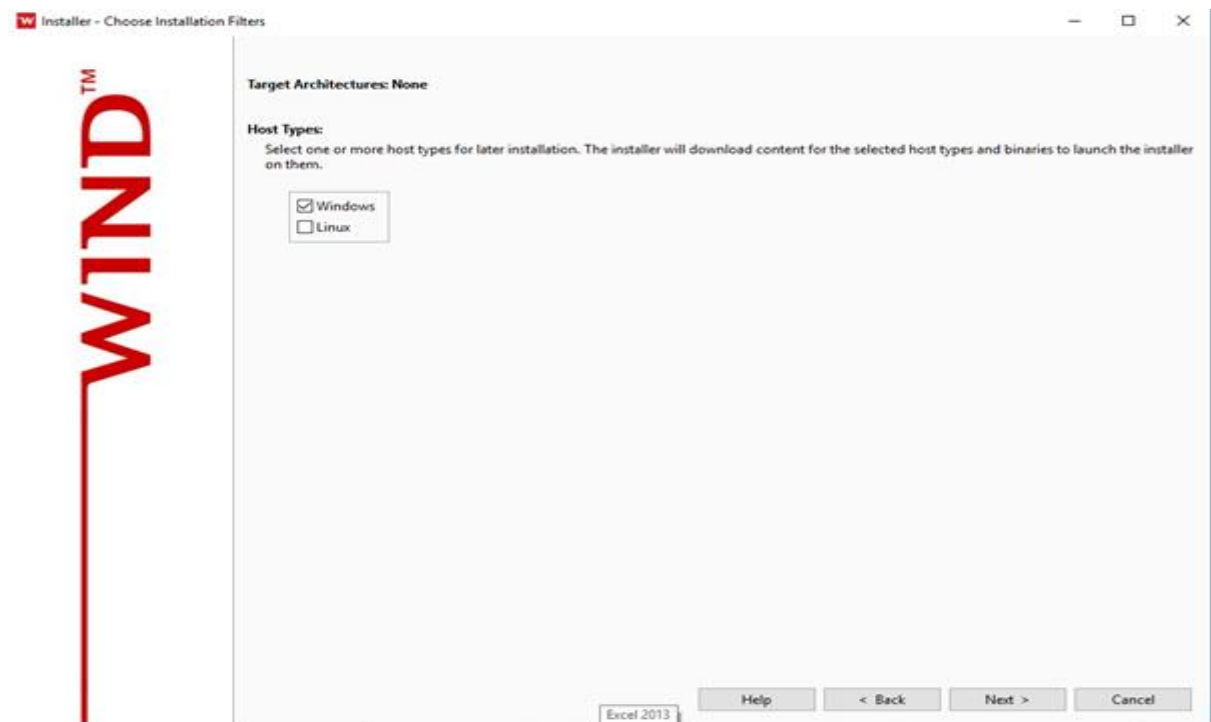 Installer - Choose Installation Filters
WIND™
Target Architectures: None
Host Types:
Select one or more host types for later installation. The installer will download content for the selected host types and binaries to launch the installer
on them.
Windows
Linux
Help
< Back
Next >
Cancel
Excel 2013